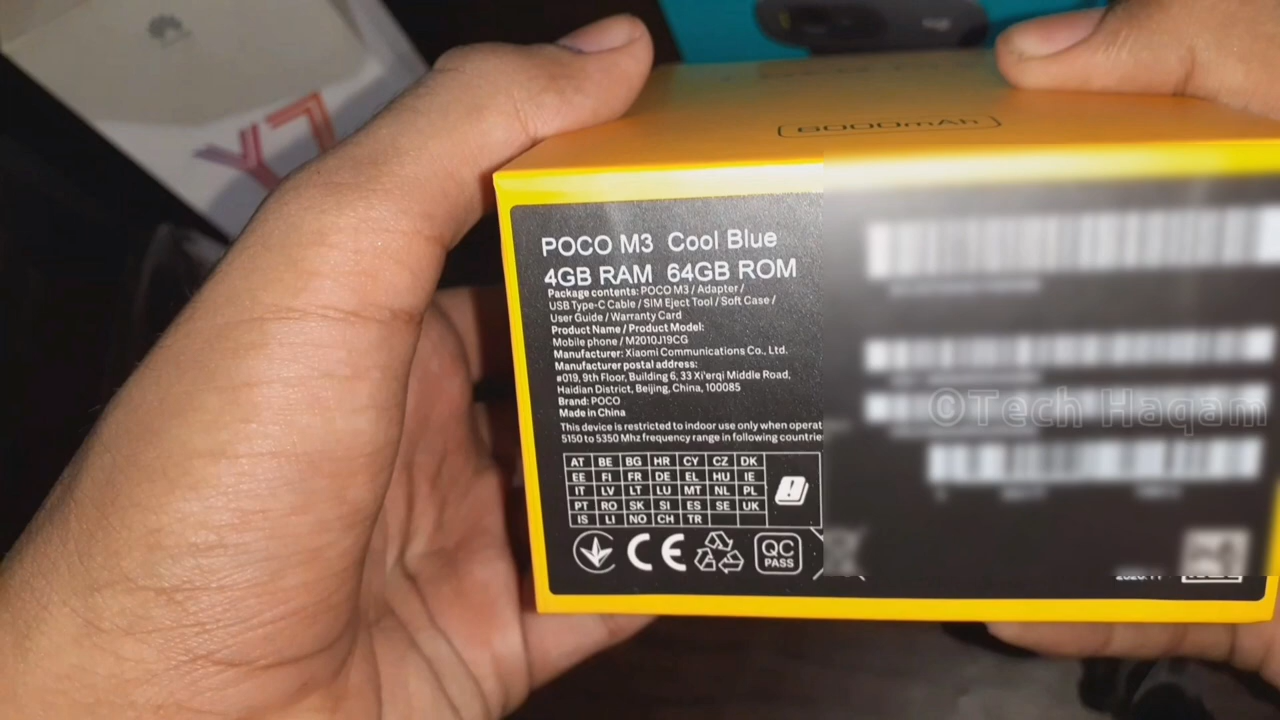 Y7
6000mAh
POCO M3 Cool Blue
4GB RAM 64GB ROM
Package contents: POCO M3 / Adapter /
USB Type-C Cable / SIM Eject Tool / Soft Case /
User Guide / Warranty Card
Product Name / Product Model:
Mobile phone / M2010J19CG
Manufacturer: Xiaomi Communications Co., Ltd.
Manufacturer postal address:
#019, 9th Floor, Building 6, 33 Xi'erqi Middle Road,
Haidian District, Beijing, China, 100085
Brand: POCO
Made in China
This device is restricted to indoor use only when operat
5150 to 5350 Mhz frequency range in following countrie
AT BE BG HR CY CZ DK
EE FI FR DE EL HU IE
IT LV LT LU MT NL PL
PT RO SK SI ES SE UK
IS LI NO CH TR
CE QC
PASS
©Tech Haqam